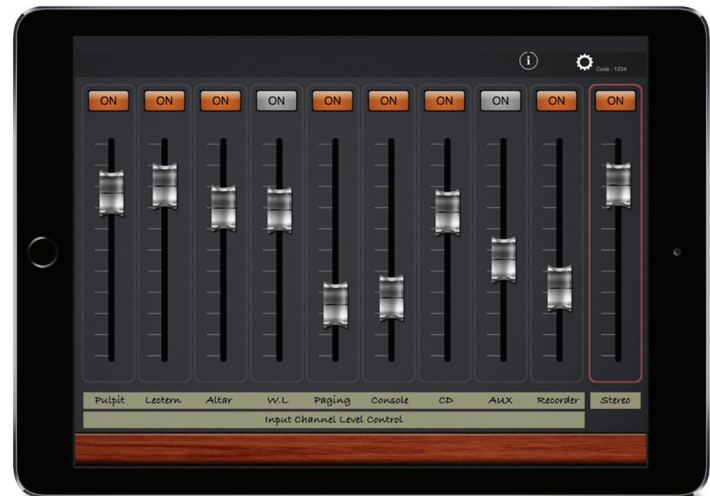 i
Code : 1234
ON ON ON ON ON ON ON ON ON ON
Pulpit Lectern Altar W.L Paging Console CD AUX Recorder Stereo
Input Channel Level Control